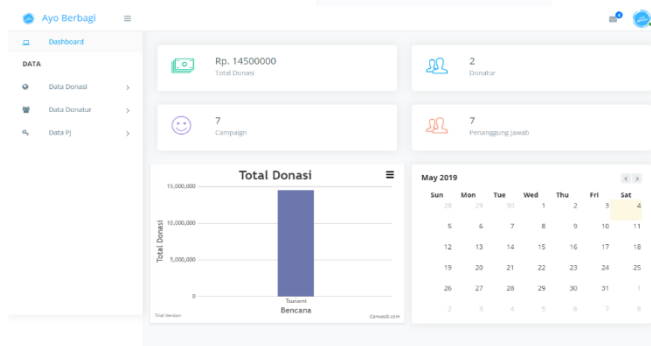 Ayo Berbagi
4
Dashboard
DATA
Data Donasi
Data Donatur
Data PJ
Rp. 14500000
Total Donasi
2
Donatur
7
Campaign
7
Penanggung Jawab
Total Donasi
15,000,000
10,000,000
5,000,000
0
Total Donasi
Tsunami
Bencana
Trial Version
CanvasJS.com
May 2019
Sun Mon Tue Wed Thu Fri Sat
28 29 30 1 2 3 4
5 6 7 8 9 10 11
12 13 14 15 16 17 18
19 20 21 22 23 24 25
26 27 28 29 30 31 1
2 3 4 5 6 7 8